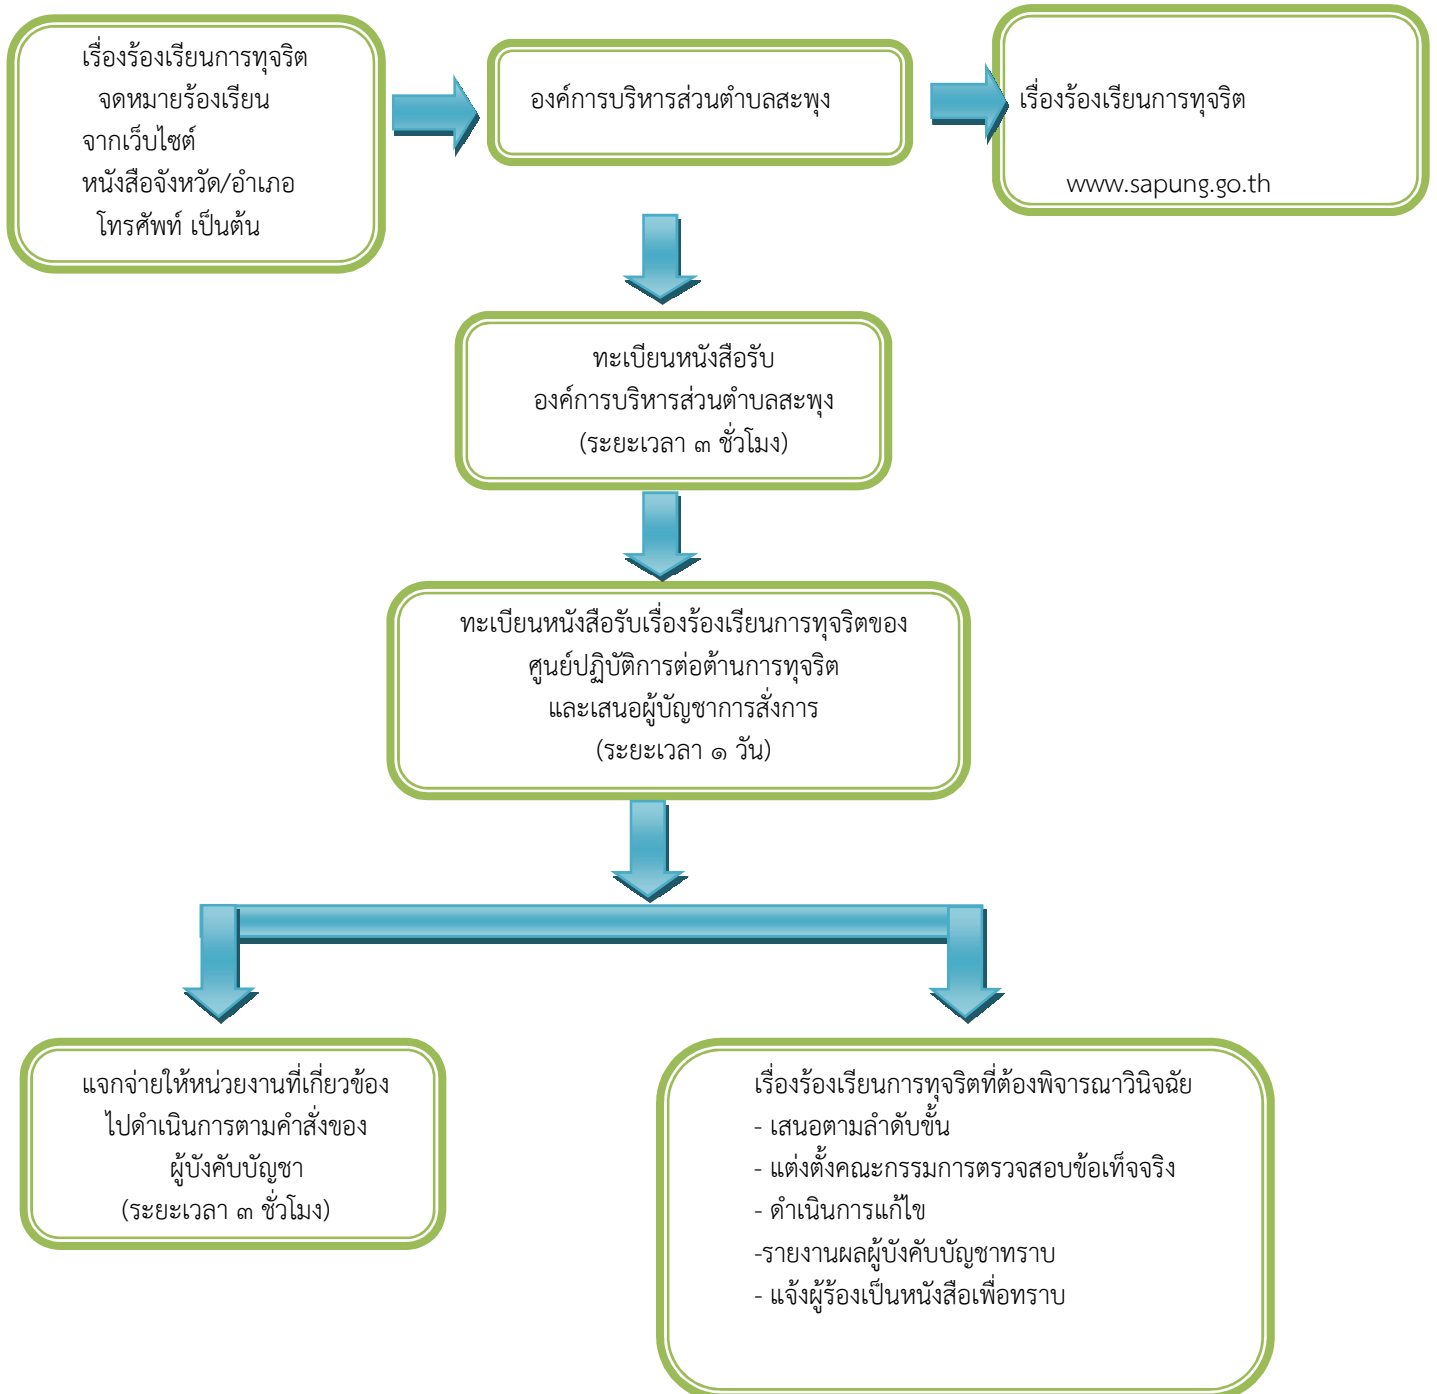 เรื่องร้องเรียนการทุจริต
จดหมายร้องเรียน
จากเว็บไซต์
หนังสือจังหวัด/อำเภอ
โทรศัพท์ เป็นต้น
องค์การบริหารส่วนตำบลสะพุง
เรื่องร้องเรียนการทุจริต
www.sapung.go.th
ทะเบียนหนังสือรับ
องค์การบริหารส่วนตำบลสะพุง
(ระยะเวลา ๓ ชั่วโมง)
ทะเบียนหนังสือรับเรื่องร้องเรียนการทุจริตของ
ศูนย์ปฏิบัติการต่อต้านการทุจริต
และเสนอผู้บัญชาการสั่งการ
(ระยะเวลา ๑ วัน)
แจกจ่ายให้หน่วยงานที่เกี่ยวข้อง
ไปดำเนินการตามคำสั่งของ
ผู้บังคับบัญชา
(ระยะเวลา ๓ ชั่วโมง)
เรื่องร้องเรียนการทุจริตที่ต้องพิจารณาวินิจฉัย
- เสนอตามลำดับขั้น
- แต่งตั้งคณะกรรมการตรวจสอบข้อเท็จจริง
- ดำเนินการแก้ไข
-รายงานผลผู้บังคับบัญชาทราบ
- แจ้งผู้ร้องเป็นหนังสือเพื่อทราบ